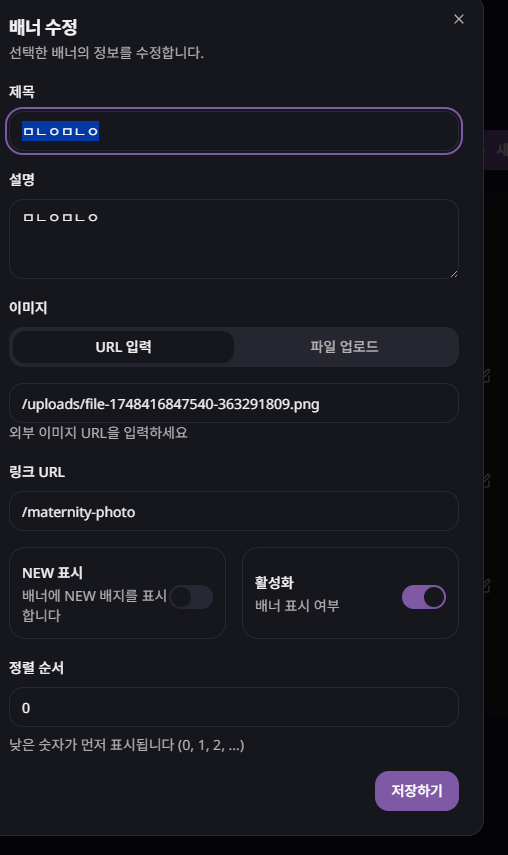 배너 수정
선택한 배너의 정보를 수정합니다.
제목
ㅁㄴㅇㅁㄴㅇ
설명
ㅁㄴㅇㅁㄴㅇ
이미지
URL 입력
파일 업로드
/uploads/file-1748416847540-363291809.png
외부 이미지 URL을 입력하세요
링크 URL
/maternity-photo
NEW 표시
배너에 NEW 배지를 표시
합니다
활성화
배너 표시 여부
정렬 순서
0
낮은 숫자가 먼저 표시됩니다 (0, 1, 2, ...)
저장하기
새